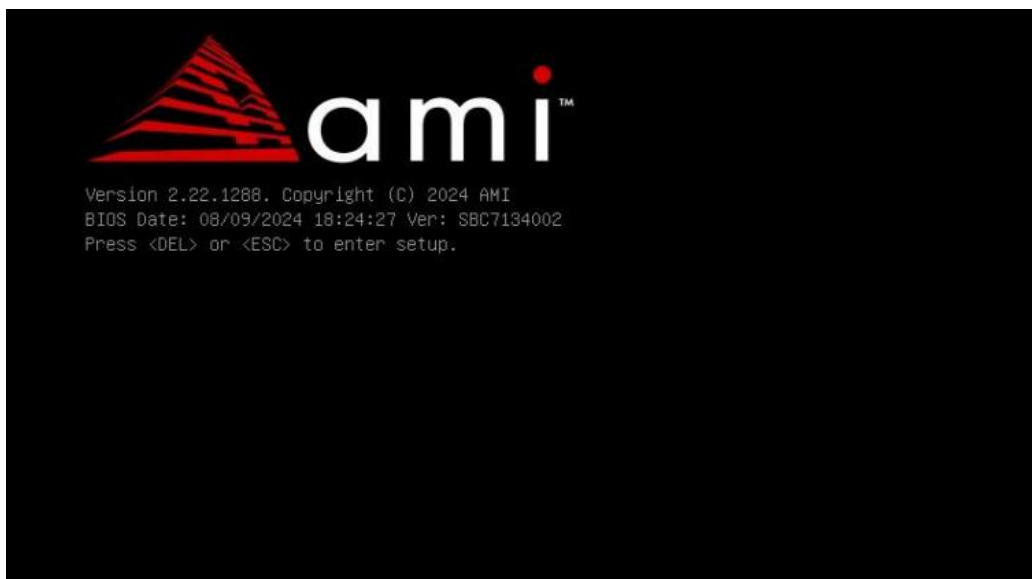 ami™
Version 2.22.1288. Copyright (C) 2024 AMI
BIOS Date: 08/09/2024 18:24:27 Ver: SBC7134002
Press <DEL> or <ESC> to enter setup.